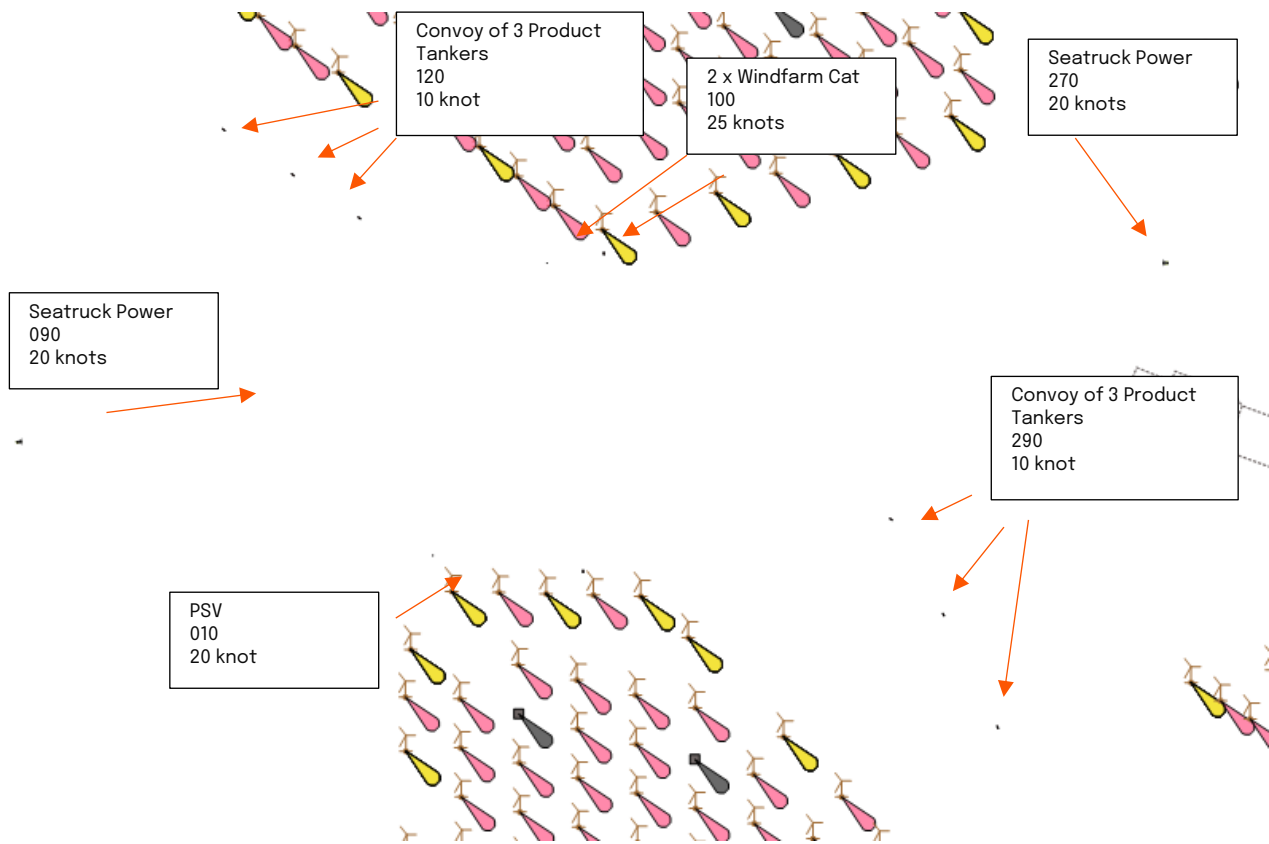 Convoy of 3 Product
Tankers
120
10 knot
2 x Windfarm Cat
100
25 knots
Seatruck Power
270
20 knots
Seatruck Power
090
20 knots
Convoy of 3 Product
Tankers
290
10 knot
PSV
010
20 knot